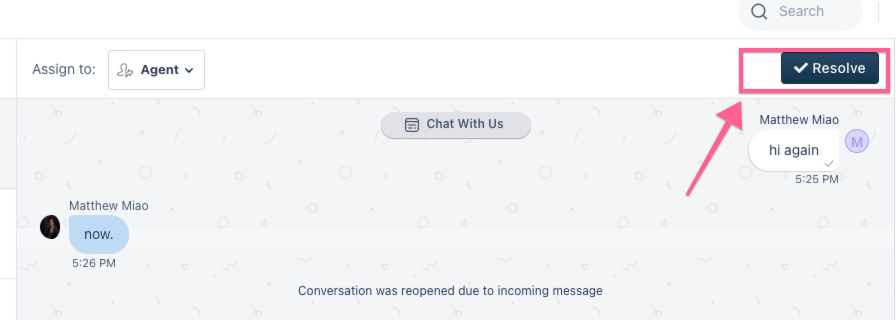 Search
Assign to:
Agent
Resolve
Chat With Us
Matthew Miao
M
hi again
5:25 PM
Matthew Miao
now.
5:26 PM
Conversation was reopened due to incoming message